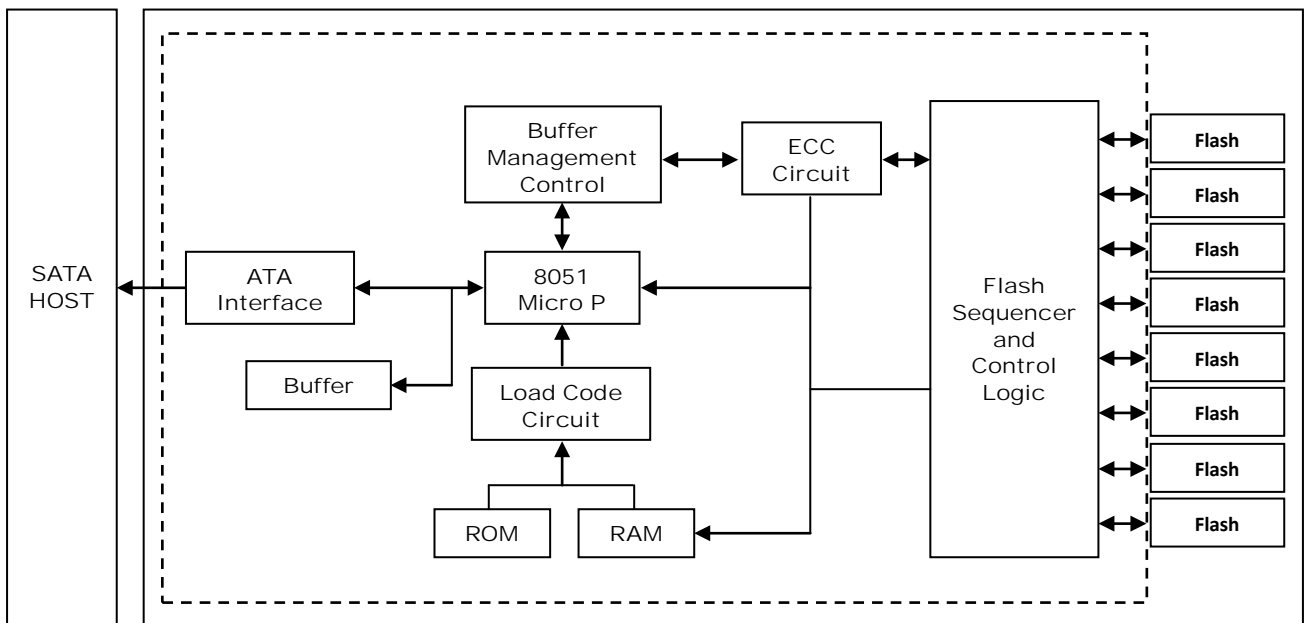 SATA
HOST
ATA
Interface
Buffer
Buffer
Management
Control
8051
Micro P
Load Code
Circuit
ROM
RAM
ECC
Circuit
Flash
Sequencer
and
Control
Logic
Flash
Flash
Flash
Flash
Flash
Flash
Flash
Flash